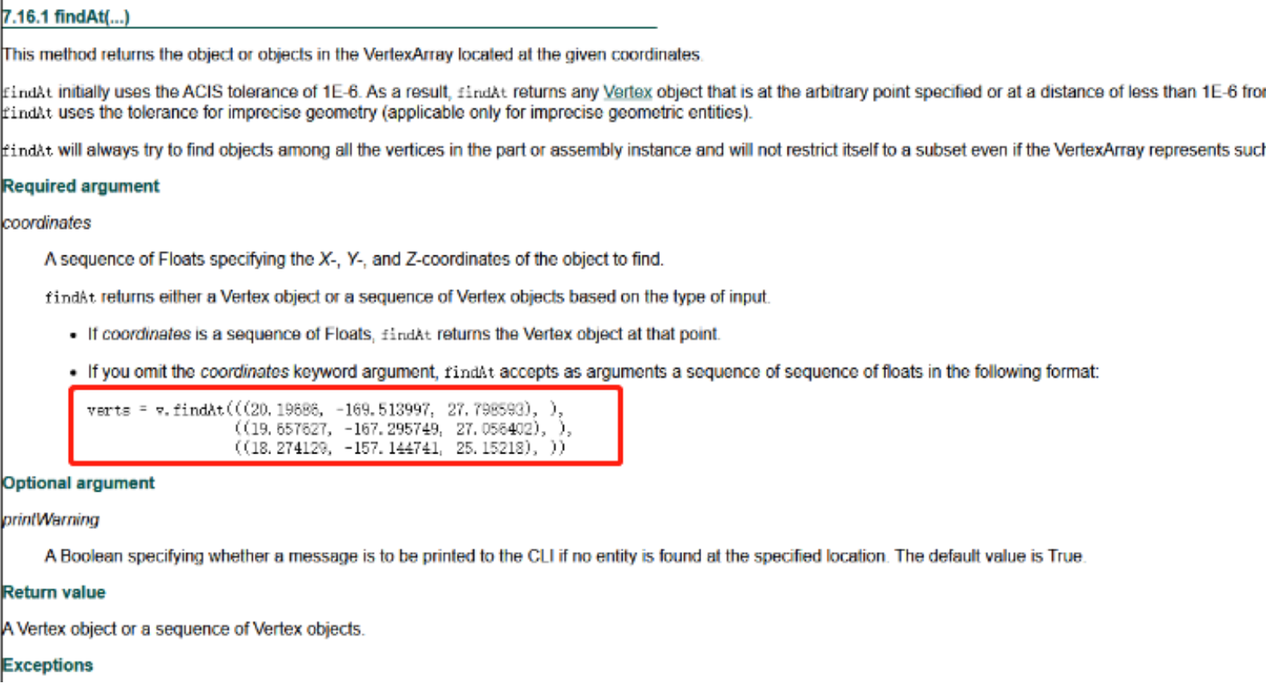 7.16.1 findAt(...)
This method returns the object or objects in the VertexArray located at the given coordinates.
findAt initially uses the ACIS tolerance of 1E-6. As a result, findAt returns any Vertex object that is at the arbitrary point specified or at a distance of less than 1E-6 fro
findAt uses the tolerance for imprecise geometry (applicable only for imprecise geometric entities).
findAt will always try to find objects among all the vertices in the part or assembly instance and will not restrict itself to a subset even if the VertexArray represents such
Required argument
coordinates
A sequence of Floats specifying the X-, Y-, and Z-coordinates of the object to find.
findAt returns either a Vertex object or a sequence of Vertex objects based on the type of input.
• If coordinates is a sequence of Floats, findAt returns the Vertex object at that point.
• If you omit the coordinates keyword argument, findAt accepts as arguments a sequence of sequence of floats in the following format:
verts = v.findAt(((20.19686, -169.513997, 27.798593), ),
((19.657627, -167.295749, 27.056402), ),
((18.274129, -157.144741, 25.15218), ))
Optional argument
printWarning
A Boolean specifying whether a message is to be printed to the CLI if no entity is found at the specified location. The default value is True.
Return value
A Vertex object or a sequence of Vertex objects.
Exceptions